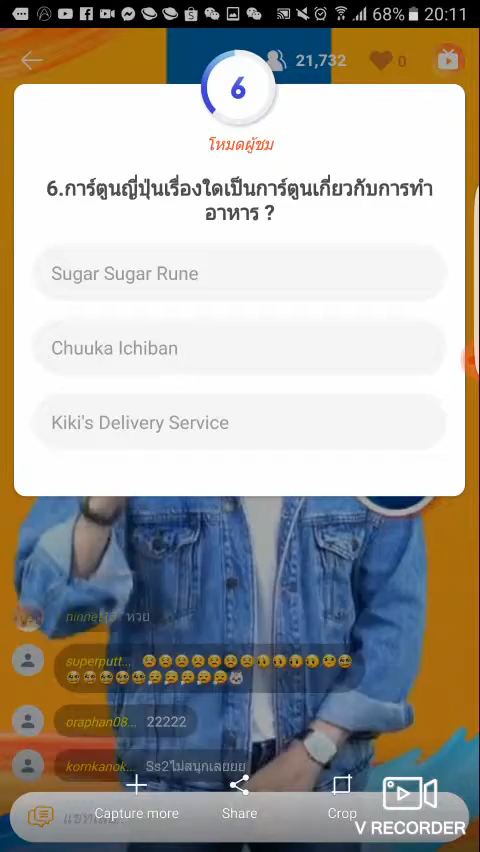 68% 20:11
21,732
0
6
โหมดผู้ชม
6.การ์ตูนญี่ปุ่นเรื่องใดเป็นการ์ตูนเกี่ยวกับการทำ
อาหาร ?
Sugar Sugar Rune
Chuuka Ichiban
Kiki's Delivery Service
หวย
superputt...
oraphan08... 22222
kornkanok... Ss2ไม่สนุกเลยยย
Capture more Share Crop
V RECORDER